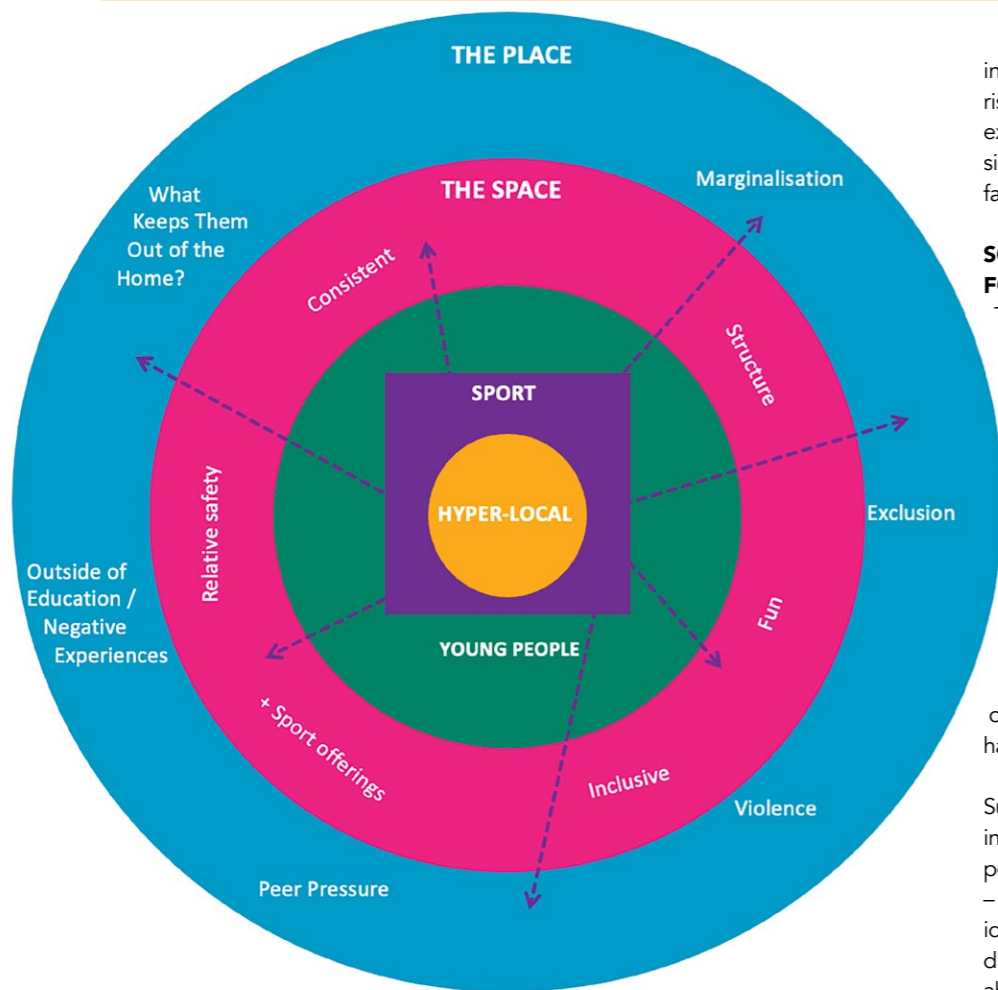 THE PLACE
What
Keeps Them
Out of the
Home?
Marginalisation
THE SPACE
Consistent
Structure
SPORT
HYPER-LOCAL
YOUNG PEOPLE
Relative safety
Fun
Exclusion
Outside of
Education /
Negative
Experiences
+ Sport offerings
Inclusive
Violence
Peer Pressure